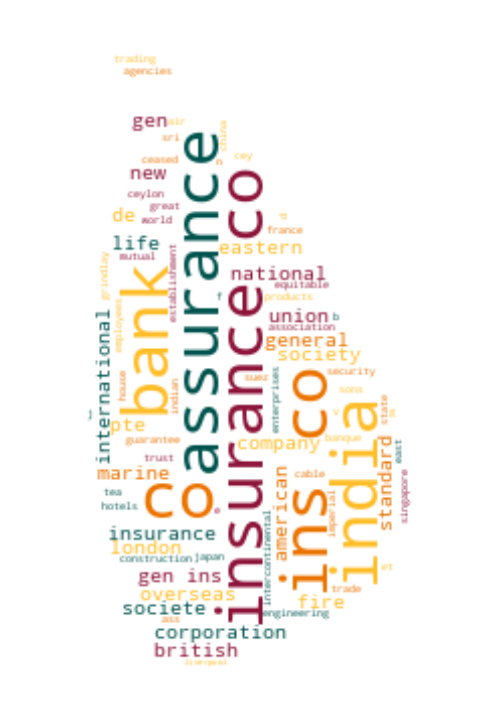 trading
agencies
gen
air
sri
china
assurance
ceased
n
cey
new
insurance co
ceylon
great
de
world
france
life
eastern
mutual
establishment
grindlay
bank
national
equitable
f
products
employees
international
union
b
association
general
society
house
indian
suez
enterprises
ins co
security
sons
india
j
pte
v
state
standard
guarantee
company
banque
east
trust
marine
cable
american
singapore
co
tea
hotels
imperial
insurance
intercontinental
london
construction
japan
et
gen ins
trade
overseas
fire
societe
engineering
ass
corporation
british
liverpool